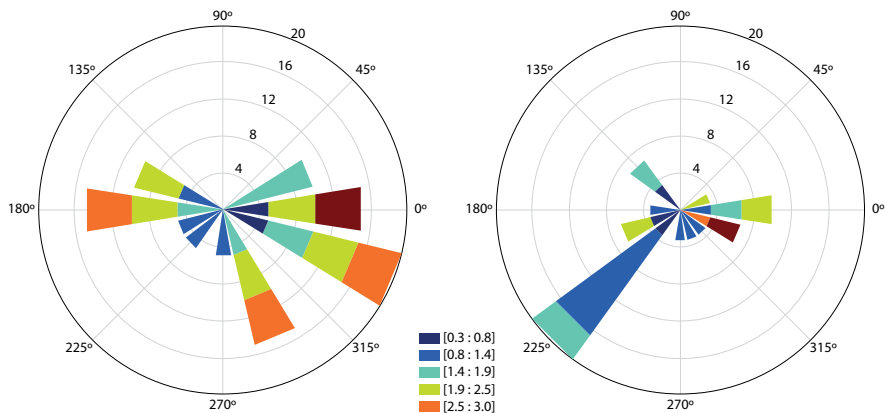 90º
20
45º
16
12
8
4
0º
135º
180º
225º
270º
315º
90º
20
45º
16
12
8
4
0º
135º
180º
225º
270º
315º
[0.3 : 0.8]
[0.8 : 1.4]
[1.4 : 1.9]
[1.9 : 2.5]
[2.5 : 3.0]